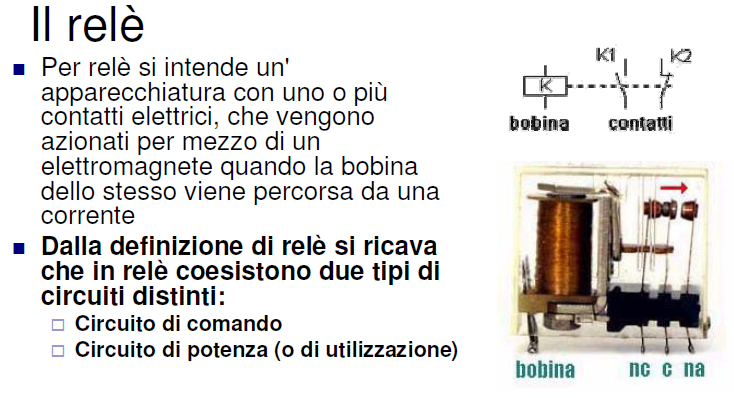 Il relè
Per relè si intende un'
apparecchiatura con uno o più
contatti elettrici, che vengono
azionati per mezzo di un
elettromagnete quando la bobina
dello stesso viene percorsa da una
corrente
Dalla definizione di relè si ricava
che in relè coesistono due tipi di
circuiti distinti:
Circuito di comando
Circuito di potenza (o di utilizzazione)
K1 K2
K
bobina contatti
bobina nc c na